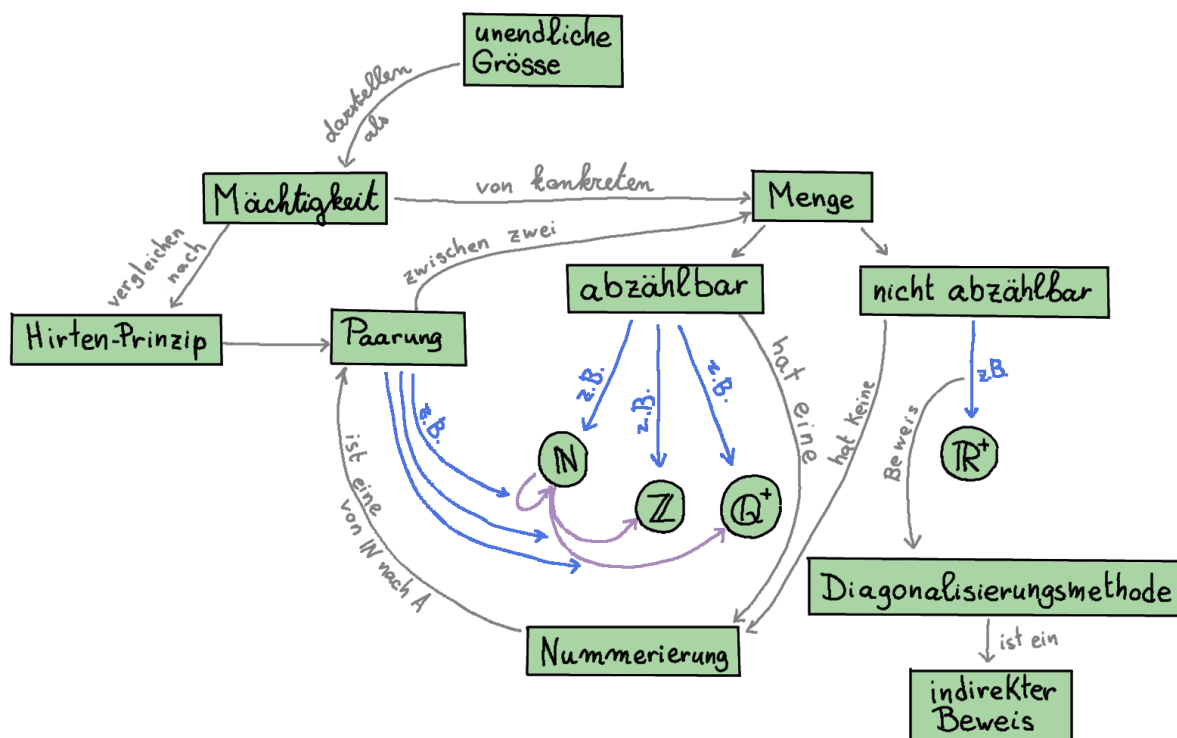 unendliche
Grösse
darstellen
als
Mächtigkeit
von konkreten
Menge
vergleichen
nach
zwischen zwei
abzählbar
nicht abzählbar
Hirten-Prinzip
Paarung
z.B.
z.B.
z.B.
z.B.
z.B.
hat eine
hat keine
Beweis
ℕ
ℤ
ℚ⁺
ℝ⁺
ist eine
von ℕ nach A
Nummerierung
Diagonalisierungsmethode
ist ein
indirekter
Beweis